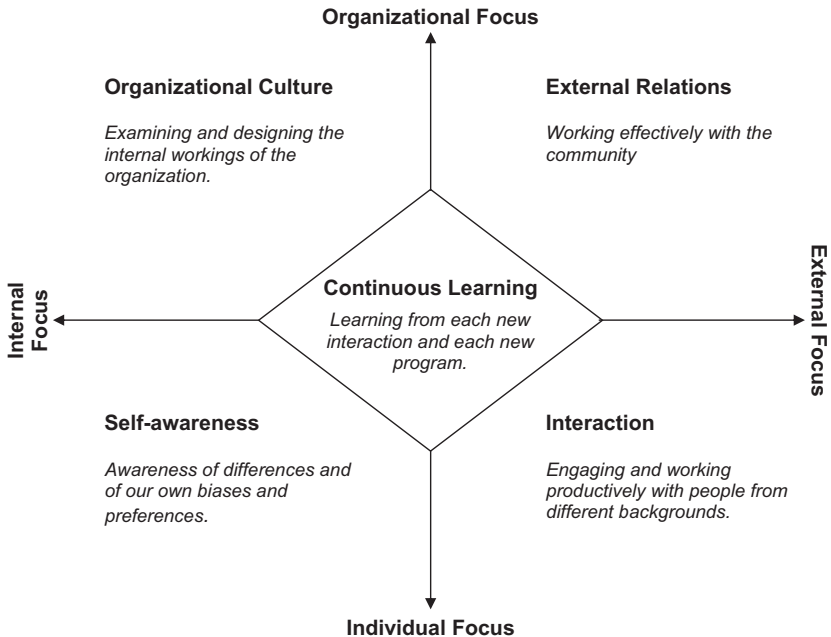 Organizational Focus
Organizational Culture
Examining and designing the
internal workings of the
organization.
External Relations
Working effectively with the
community
Internal
Focus
Continuous Learning
Learning from each new
interaction and each new
program.
External Focus
Self-awareness
Awareness of differences and
of our own biases and
preferences.
Interaction
Engaging and working
productively with people from
different backgrounds.
Individual Focus